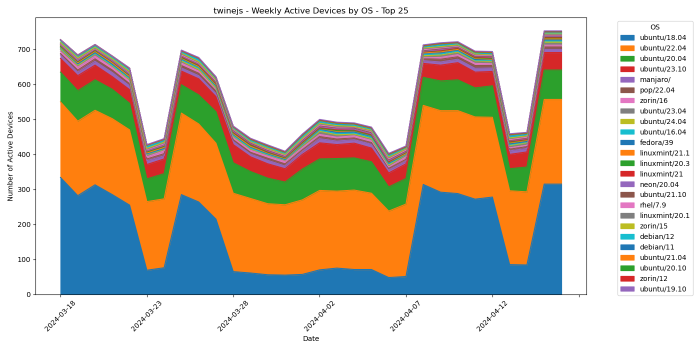 twinejs - Weekly Active Devices by OS - Top 25
Number of Active Devices
700
600
500
400
300
200
100
0
2024-03-18
2024-03-23
2024-03-28
2024-04-02
2024-04-07
2024-04-12
Date
OS
ubuntu/18.04
ubuntu/22.04
ubuntu/20.04
ubuntu/23.10
manjaro/
pop/22.04
zorin/16
ubuntu/23.04
ubuntu/24.04
ubuntu/16.04
fedora/39
linuxmint/21.1
linuxmint/20.3
linuxmint/21
neon/20.04
ubuntu/21.10
rhel/7.9
linuxmint/20.1
zorin/15
debian/12
debian/11
ubuntu/21.04
ubuntu/20.10
zorin/12
ubuntu/19.10